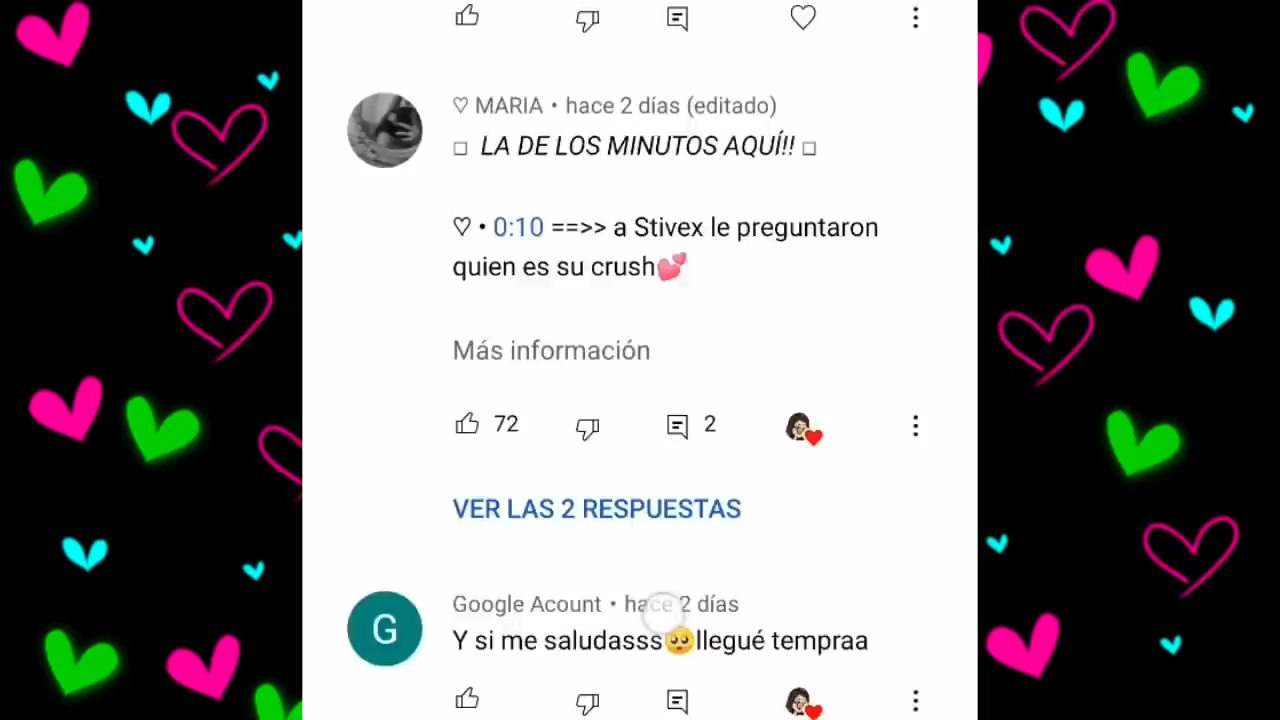 ♡ MARIA • hace 2 días (editado)
□ LA DE LOS MINUTOS AQUÍ!! □
♡ • 0:10 ==>> a Stivex le preguntaron
quien es su crush💕
Más información
72
2
VER LAS 2 RESPUESTAS
G
Google Acount • hace 2 días
Y si me saludasss🥺llegué tempraa